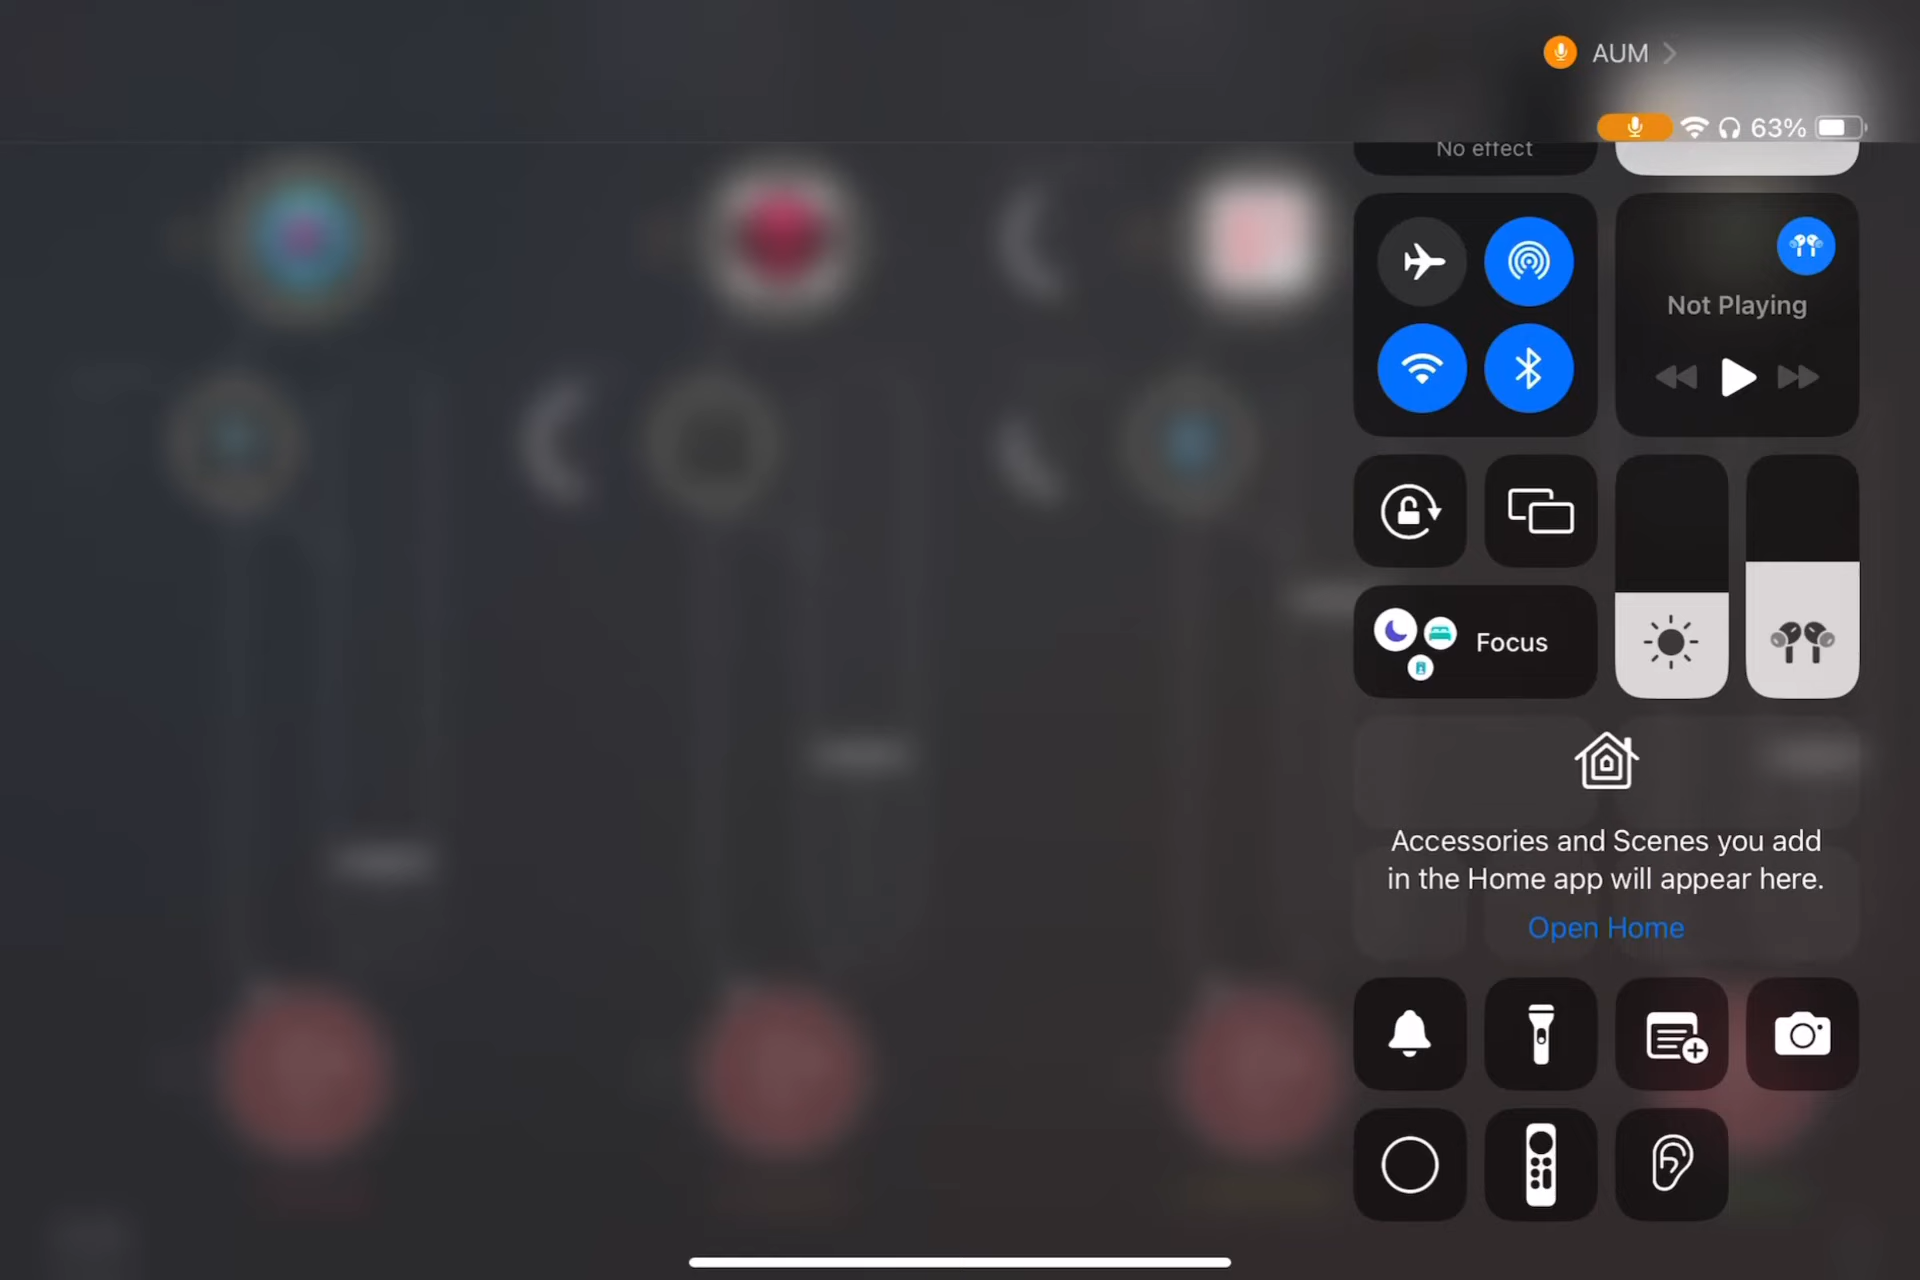 AUM
63%
No effect
Not Playing
Focus
Accessories and Scenes you add
in the Home app will appear here.
Open Home